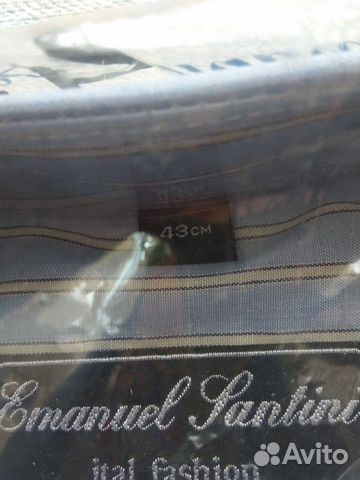 43см
Emanuel Santini
ital fashion
Avito